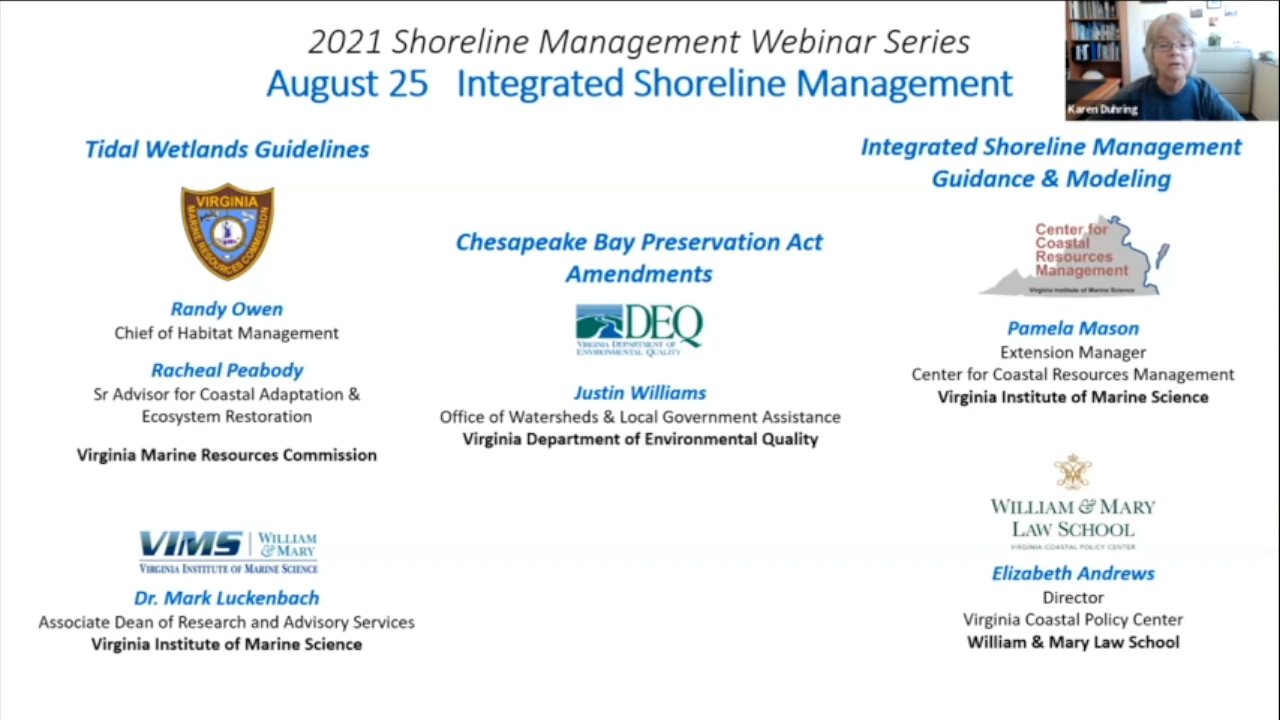 2021 Shoreline Management Webinar Series
August 25 Integrated Shoreline Management
Karen Duhring
Tidal Wetlands Guidelines
VIRGINIA
MARINE RESOURCES COMMISSION
Randy Owen
Chief of Habitat Management
Racheal Peabody
Sr Advisor for Coastal Adaptation &
Ecosystem Restoration
Virginia Marine Resources Commission
VIMS
WILLIAM
& MARY
VIRGINIA INSTITUTE OF MARINE SCIENCE
Dr. Mark Luckenbach
Associate Dean of Research and Advisory Services
Virginia Institute of Marine Science
Chesapeake Bay Preservation Act
Amendments
DEQ
VIRGINIA DEPARTMENT OF
ENVIRONMENTAL QUALITY
Justin Williams
Office of Watersheds & Local Government Assistance
Virginia Department of Environmental Quality
Integrated Shoreline Management
Guidance & Modeling
Center for
Coastal
Resources
Management
Virginia Institute of Marine Science
Pamela Mason
Extension Manager
Center for Coastal Resources Management
Virginia Institute of Marine Science
WILLIAM & MARY
LAW SCHOOL
VIRGINIA COASTAL POLICY CENTER
Elizabeth Andrews
Director
Virginia Coastal Policy Center
William & Mary Law School